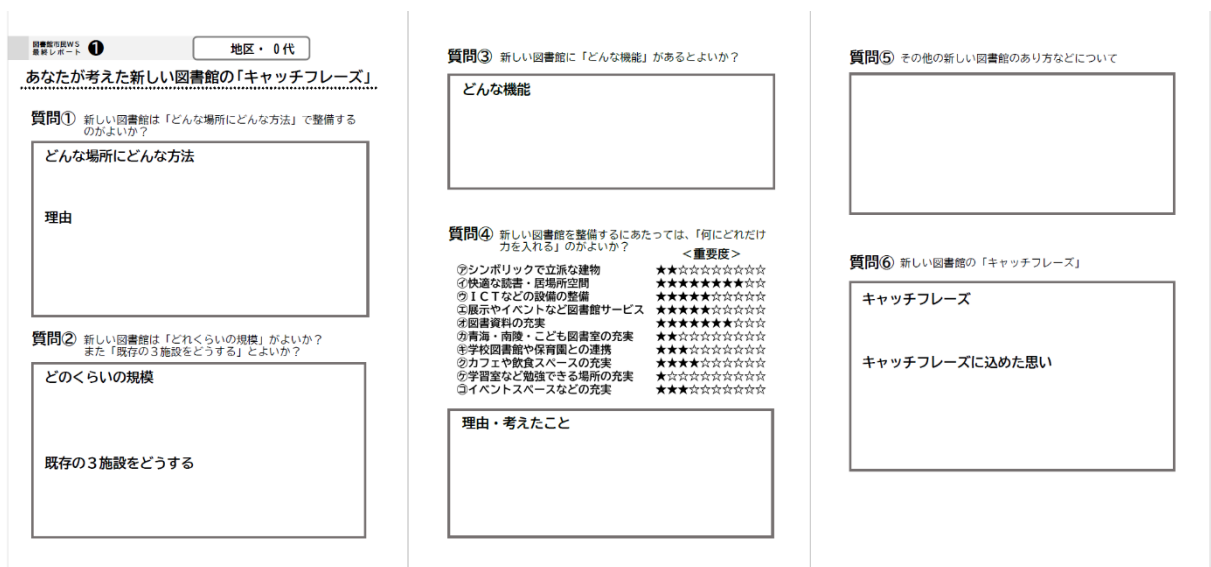 図書館市民WS
最終レポート ❶
地区・ 0代
あなたが考えた新しい図書館の「キャッチフレーズ」
質問① 新しい図書館は「どんな場所にどんな方法」で整備する
のがよいか？
どんな場所にどんな方法
理由
質問② 新しい図書館は「どれくらいの規模」がよいか？
また「既存の３施設をどうする」とよいか？
どのくらいの規模
既存の３施設をどうする
質問③ 新しい図書館に「どんな機能」があるとよいか？
どんな機能
質問④ 新しい図書館を整備するにあたっては、「何にどれだけ
力を入れる」のがよいか？
＜重要度＞
㋐シンボリックで立派な建物 ★★☆☆☆☆☆☆☆☆
㋑快適な読書・居場所空間 ★★★★★★★★☆☆
㋒ＩＣＴなどの設備の整備 ★★★★★☆☆☆☆☆
㋓展示やイベントなど図書館サービス ★★★★★☆☆☆☆☆
㋔図書資料の充実 ★★★★★★★☆☆☆
㋕青海・南陵・こども図書室の充実 ★★☆☆☆☆☆☆☆☆
㋖学校図書館や保育園との連携 ★★★☆☆☆☆☆☆☆
㋗カフェや飲食スペースの充実 ★★★★☆☆☆☆☆☆
㋘学習室など勉強できる場所の充実 ★☆☆☆☆☆☆☆☆☆
㋙イベントスペースなどの充実 ★★★☆☆☆☆☆☆☆
理由・考えたこと
質問⑤ その他の新しい図書館のあり方などについて
質問⑥ 新しい図書館の「キャッチフレーズ」
キャッチフレーズ
キャッチフレーズに込めた思い